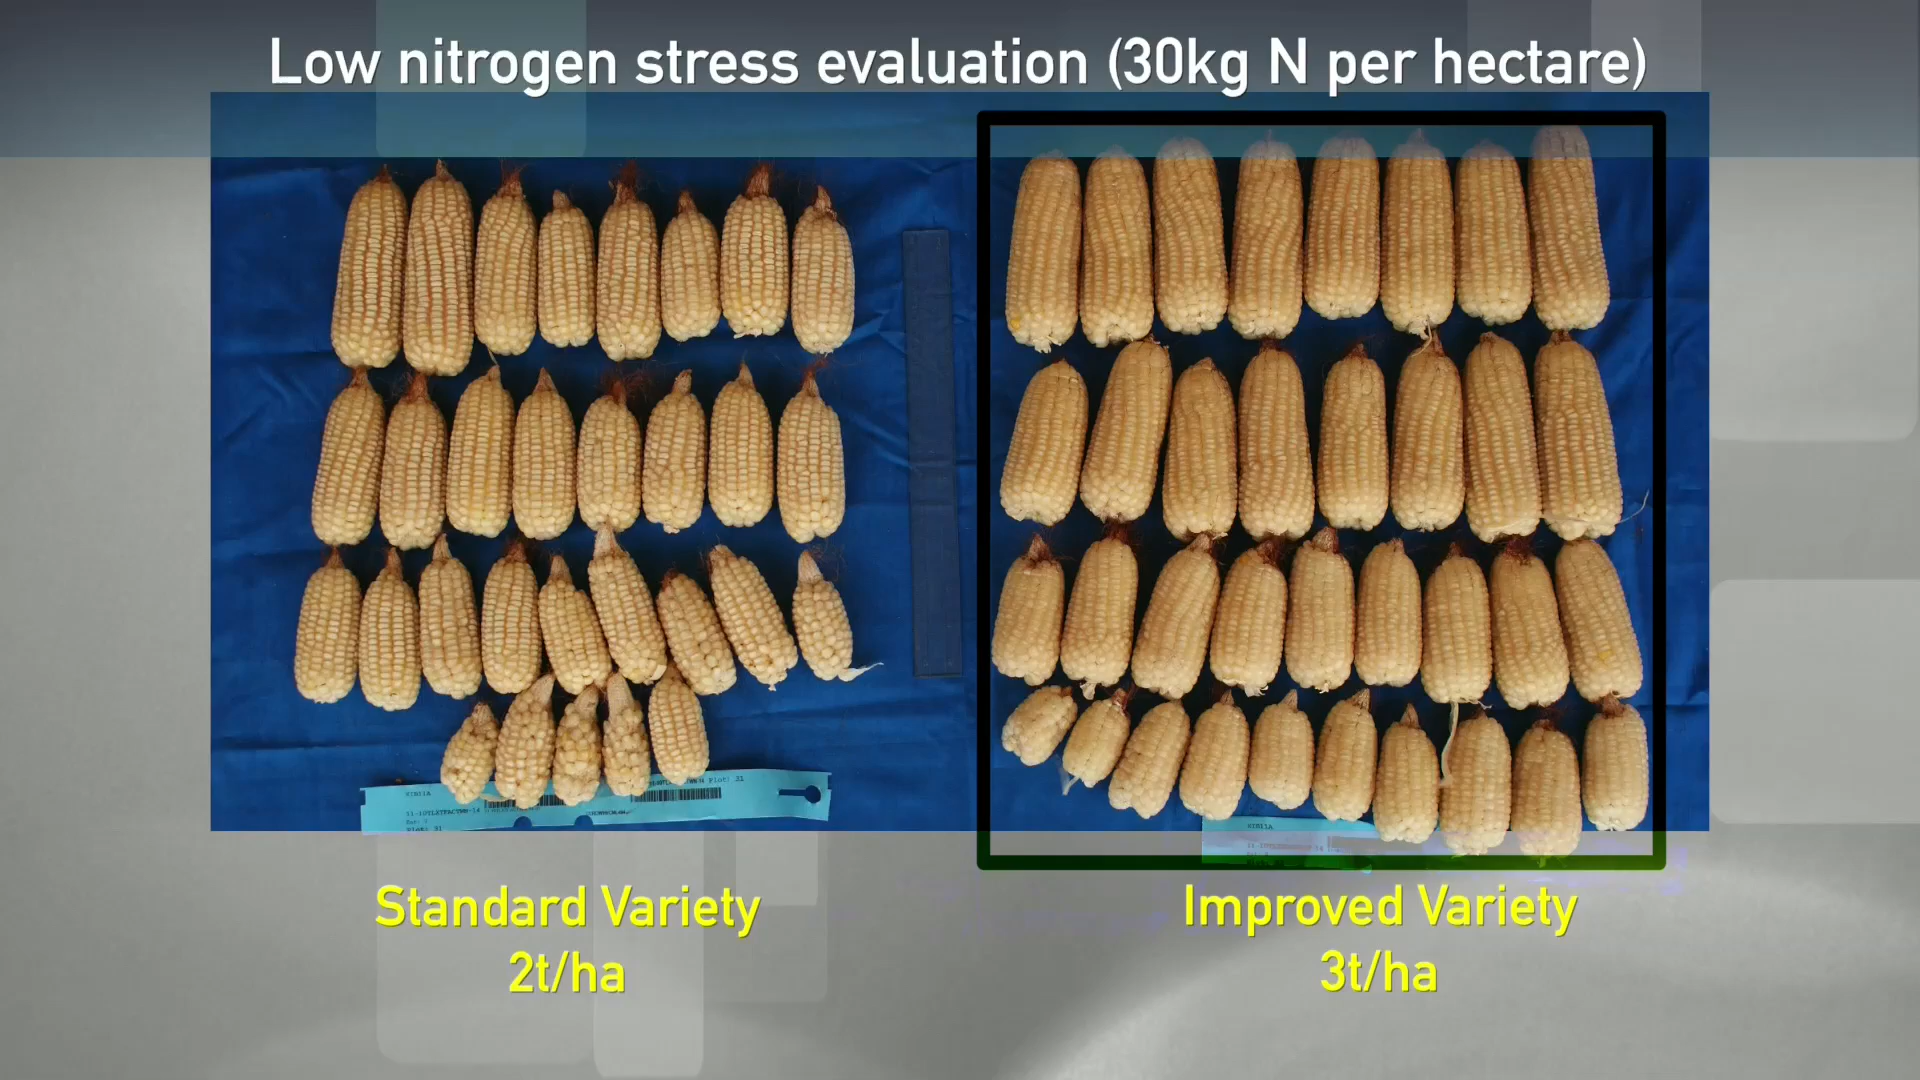 Low nitrogen stress evaluation (30kg N per hectare)
Standard Variety
2t/ha
Improved Variety
3t/ha